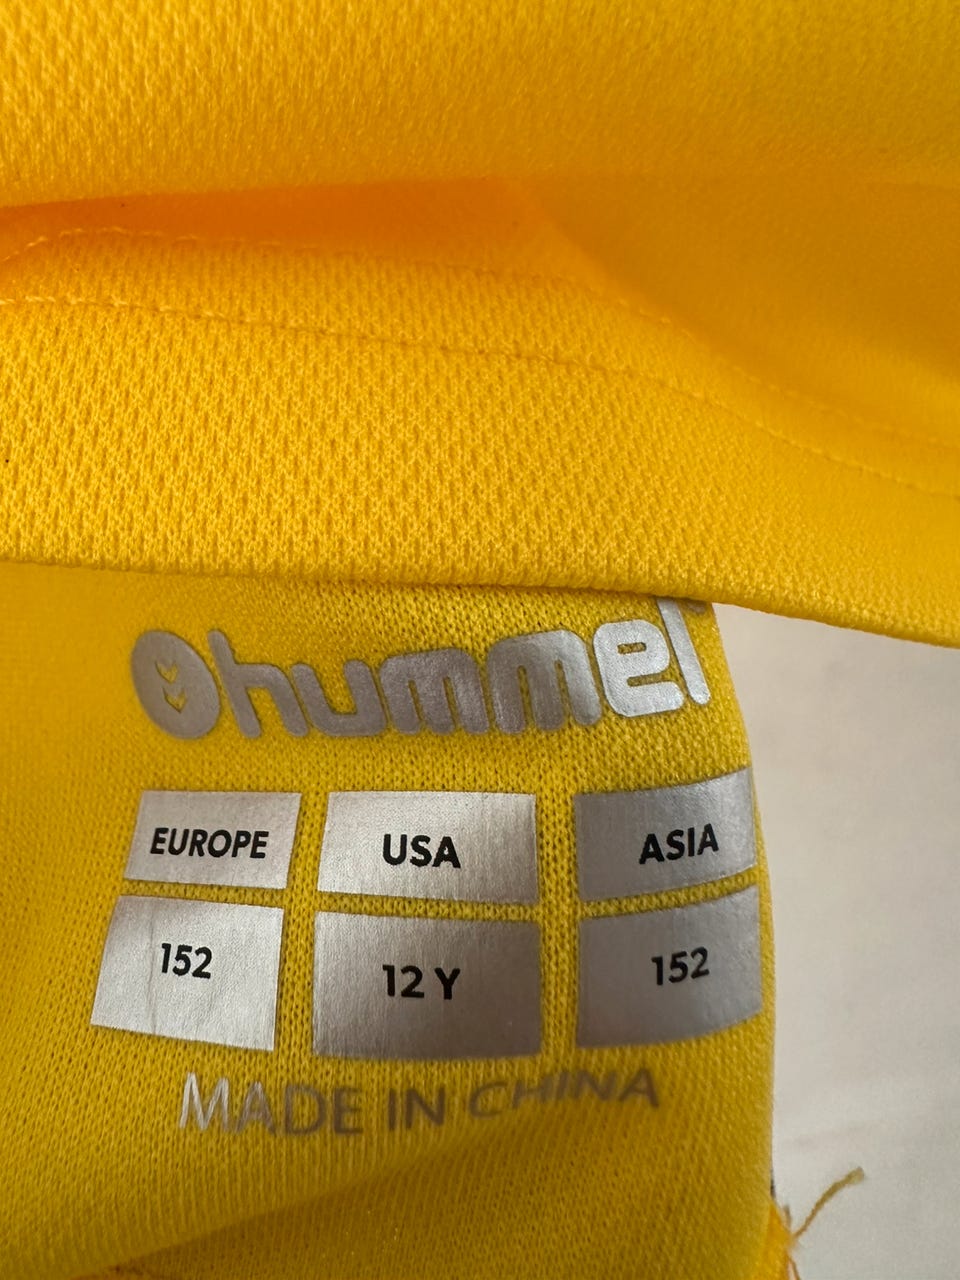 hummel
EUROPE USA ASIA
152 12 Y 152
MADE IN CHINA